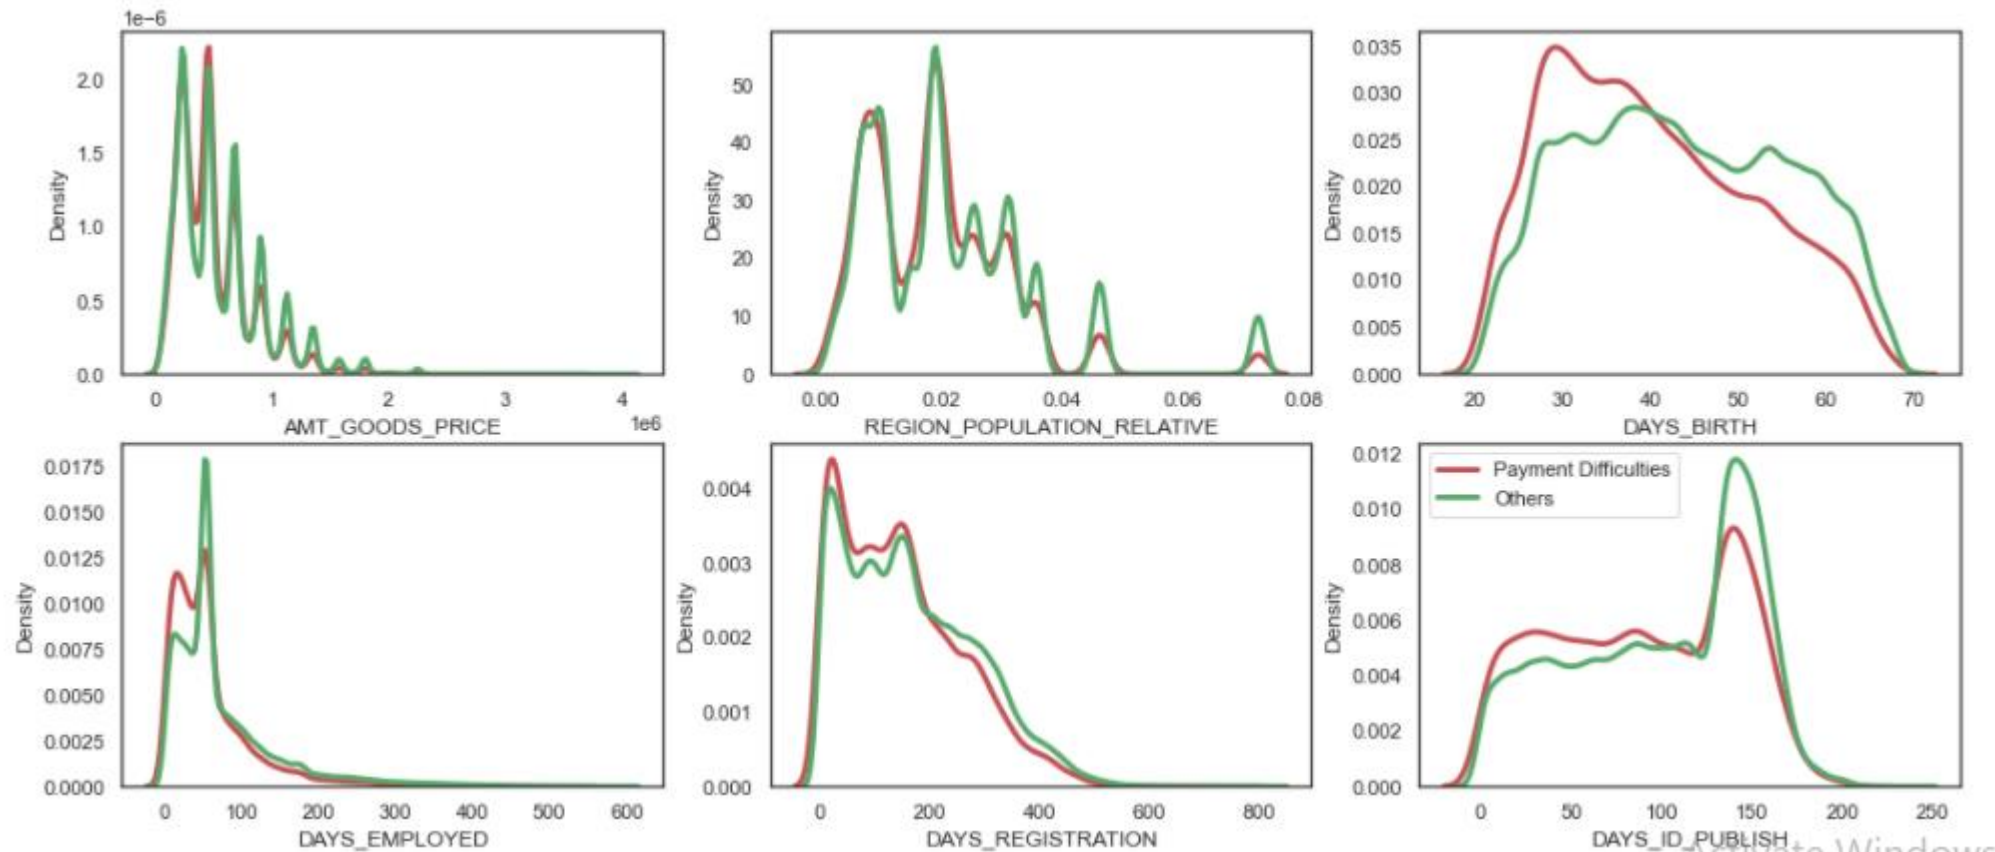 1e−6
2.0
1.5
1.0
0.5
0.0
Density
0 1 2 3 4
1e6
AMT_GOODS_PRICE
50
40
30
20
10
0
Density
0.00 0.02 0.04 0.06 0.08
REGION_POPULATION_RELATIVE
0.035
0.030
0.025
0.020
0.015
0.010
0.005
0.000
Density
20 30 40 50 60 70
DAYS_BIRTH
0.0175
0.0150
0.0125
0.0100
0.0075
0.0050
0.0025
0.0000
Density
0 100 200 300 400 500 600
DAYS_EMPLOYED
0.004
0.003
0.002
0.001
0.000
Density
0 200 400 600 800
DAYS_REGISTRATION
0.012
0.010
0.008
0.006
0.004
0.002
0.000
Density
Payment Difficulties
Others
0 50 100 150 200 250
DAYS_ID_PUBLISH
Activate Windows